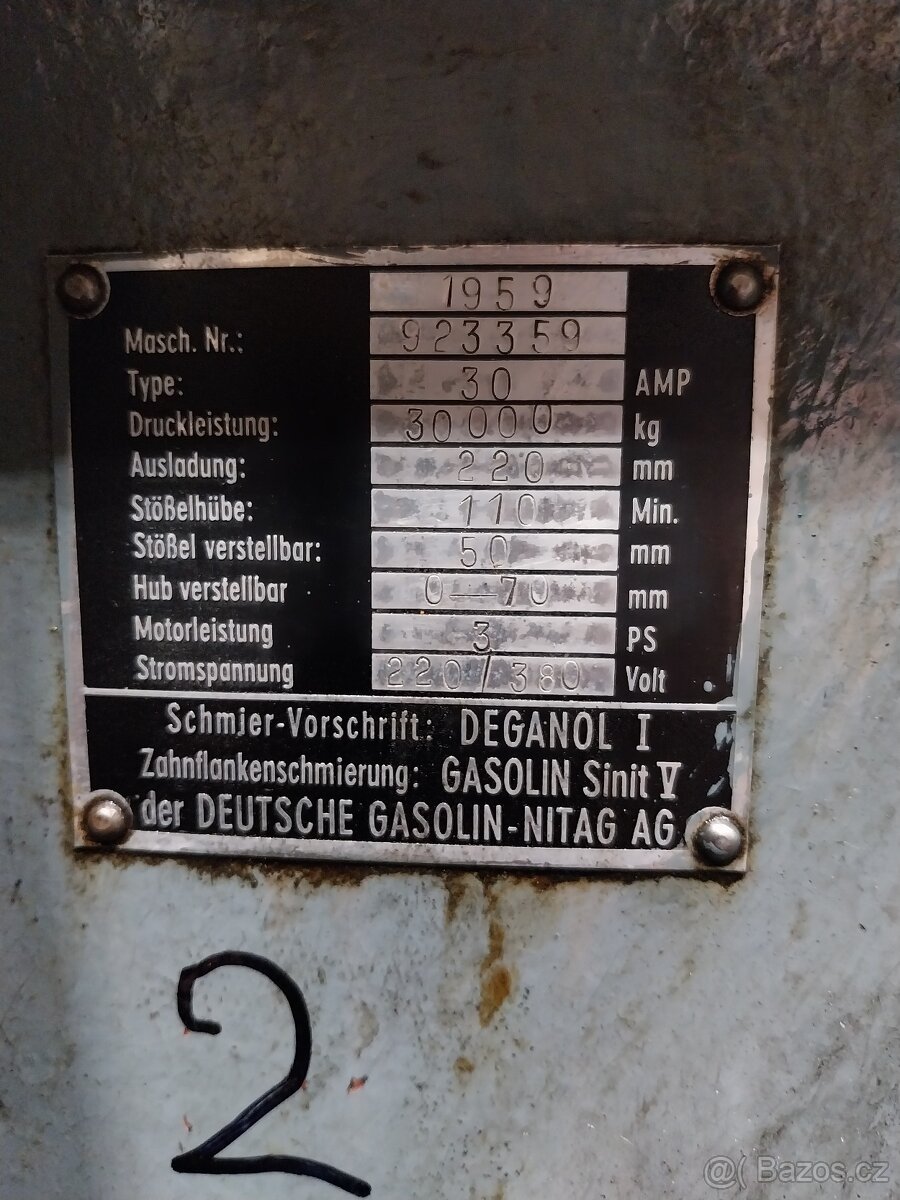 1959
Masch. Nr.: 923359
Type: 30 AMP
Druckleistung: 30000 kg
Ausladung: 220 mm
Stößelhübe: 110 Min.
Stößel verstellbar: 50 mm
Hub verstellbar 0—70 mm
Motorleistung 3 PS
Stromspannung 220/380 Volt
Schmier-Vorschrift: DEGANOL I
Zahnflankenschmierung: GASOLIN Sinit V
der DEUTSCHE GASOLIN-NITAG AG
2
@( Bazos.cz